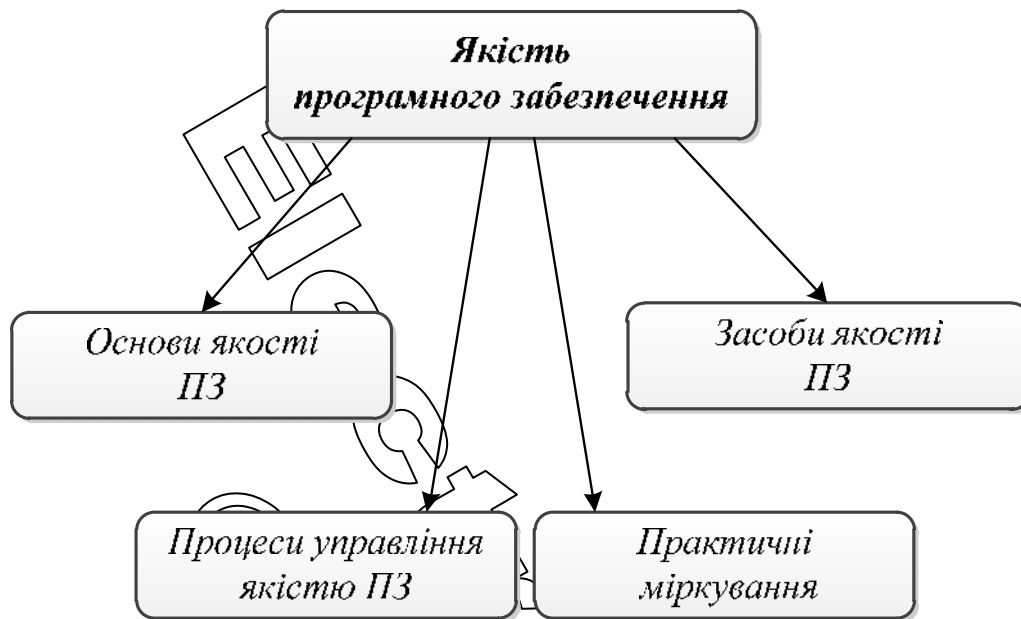 Якість
програмного забезпечення
Основи якості
ПЗ
Засоби якості
ПЗ
Процеси управління
якістю ПЗ
Практичні
міркування